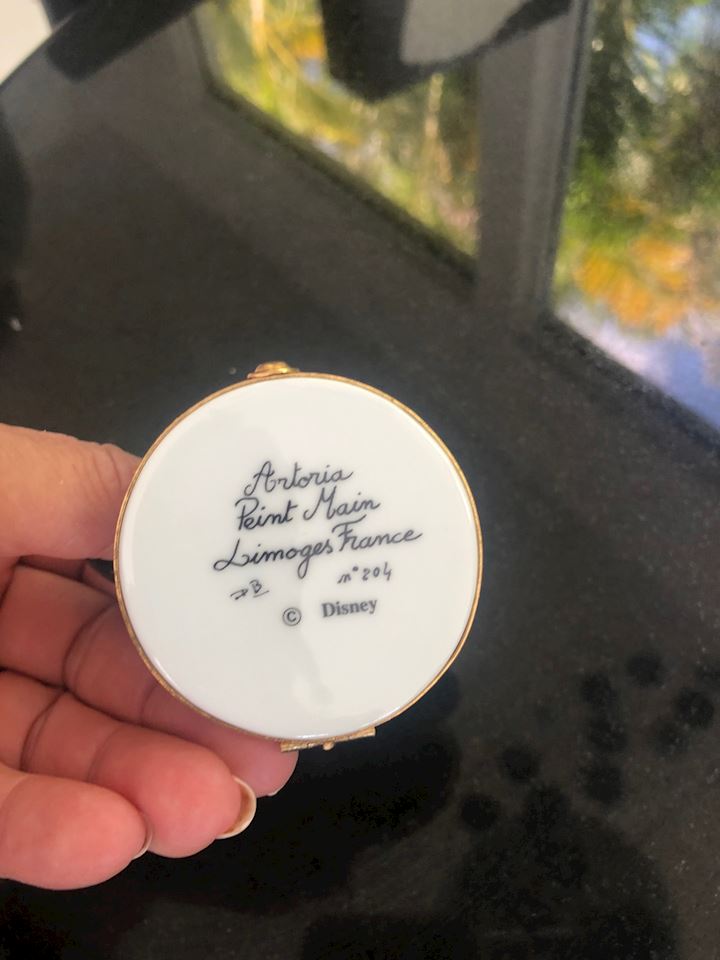 Artoria
Peint Main
Limoges France
n° 204
© Disney